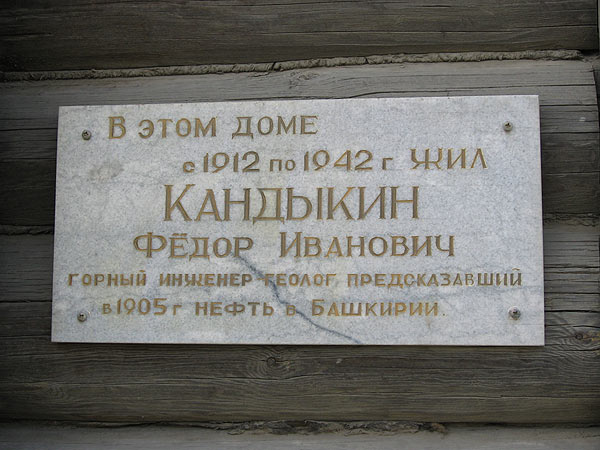 В этом доме
с 1912 по 1942 г жил
Кандыкин
Фёдор Иванович
горный инженер геолог, предсказавший
в 1905 г нефть в Башкирии.